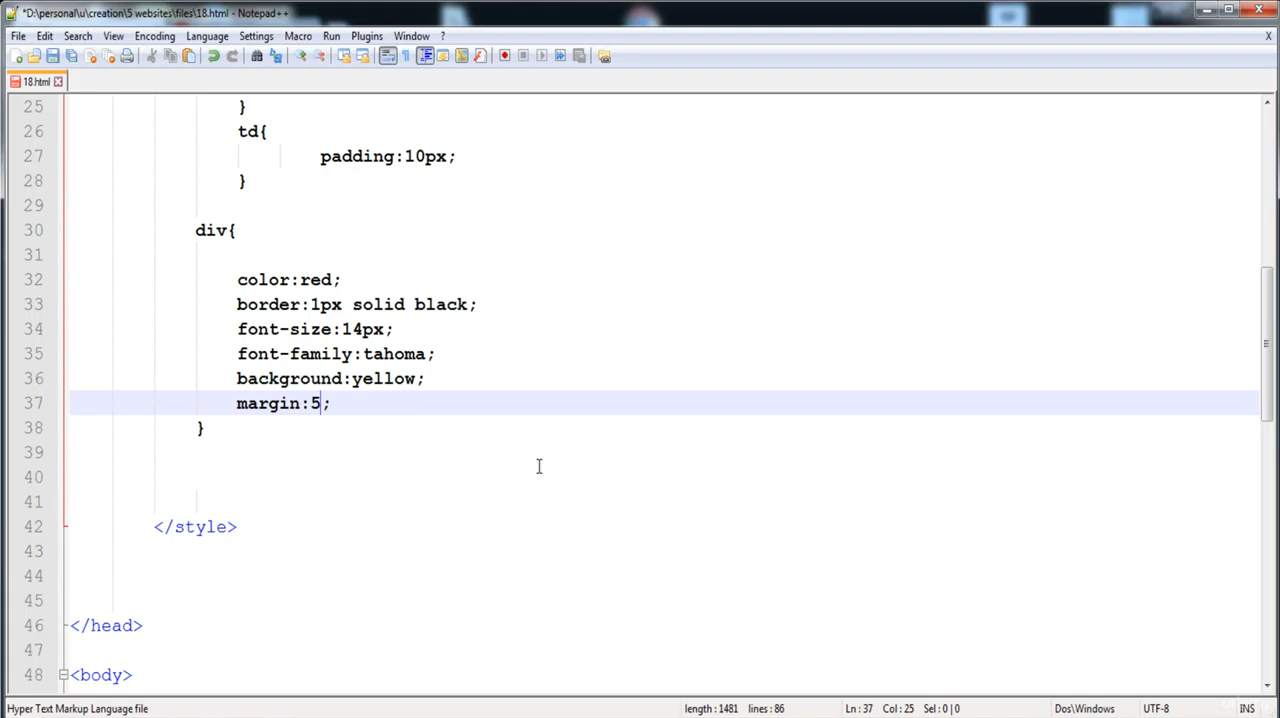 *D:\personal\u\creation\5 websites\files\18.html - Notepad++
File Edit Search View Encoding Language Settings Macro Run Plugins Window ? X
18.html
25 }
26 td{
27 padding:10px;
28 }
29
30 div{
31
32 color:red;
33 border:1px solid black;
34 font-size:14px;
35 font-family:tahoma;
36 background:yellow;
37 margin:5;
38 }
39
40
41
42 </style>
43
44
45
46 </head>
47
48 <body>
Hyper Text Markup Language file length : 1481 lines : 86 Ln : 37 Col : 25 Sel : 0 | 0 Dos\Windows UTF-8 INS